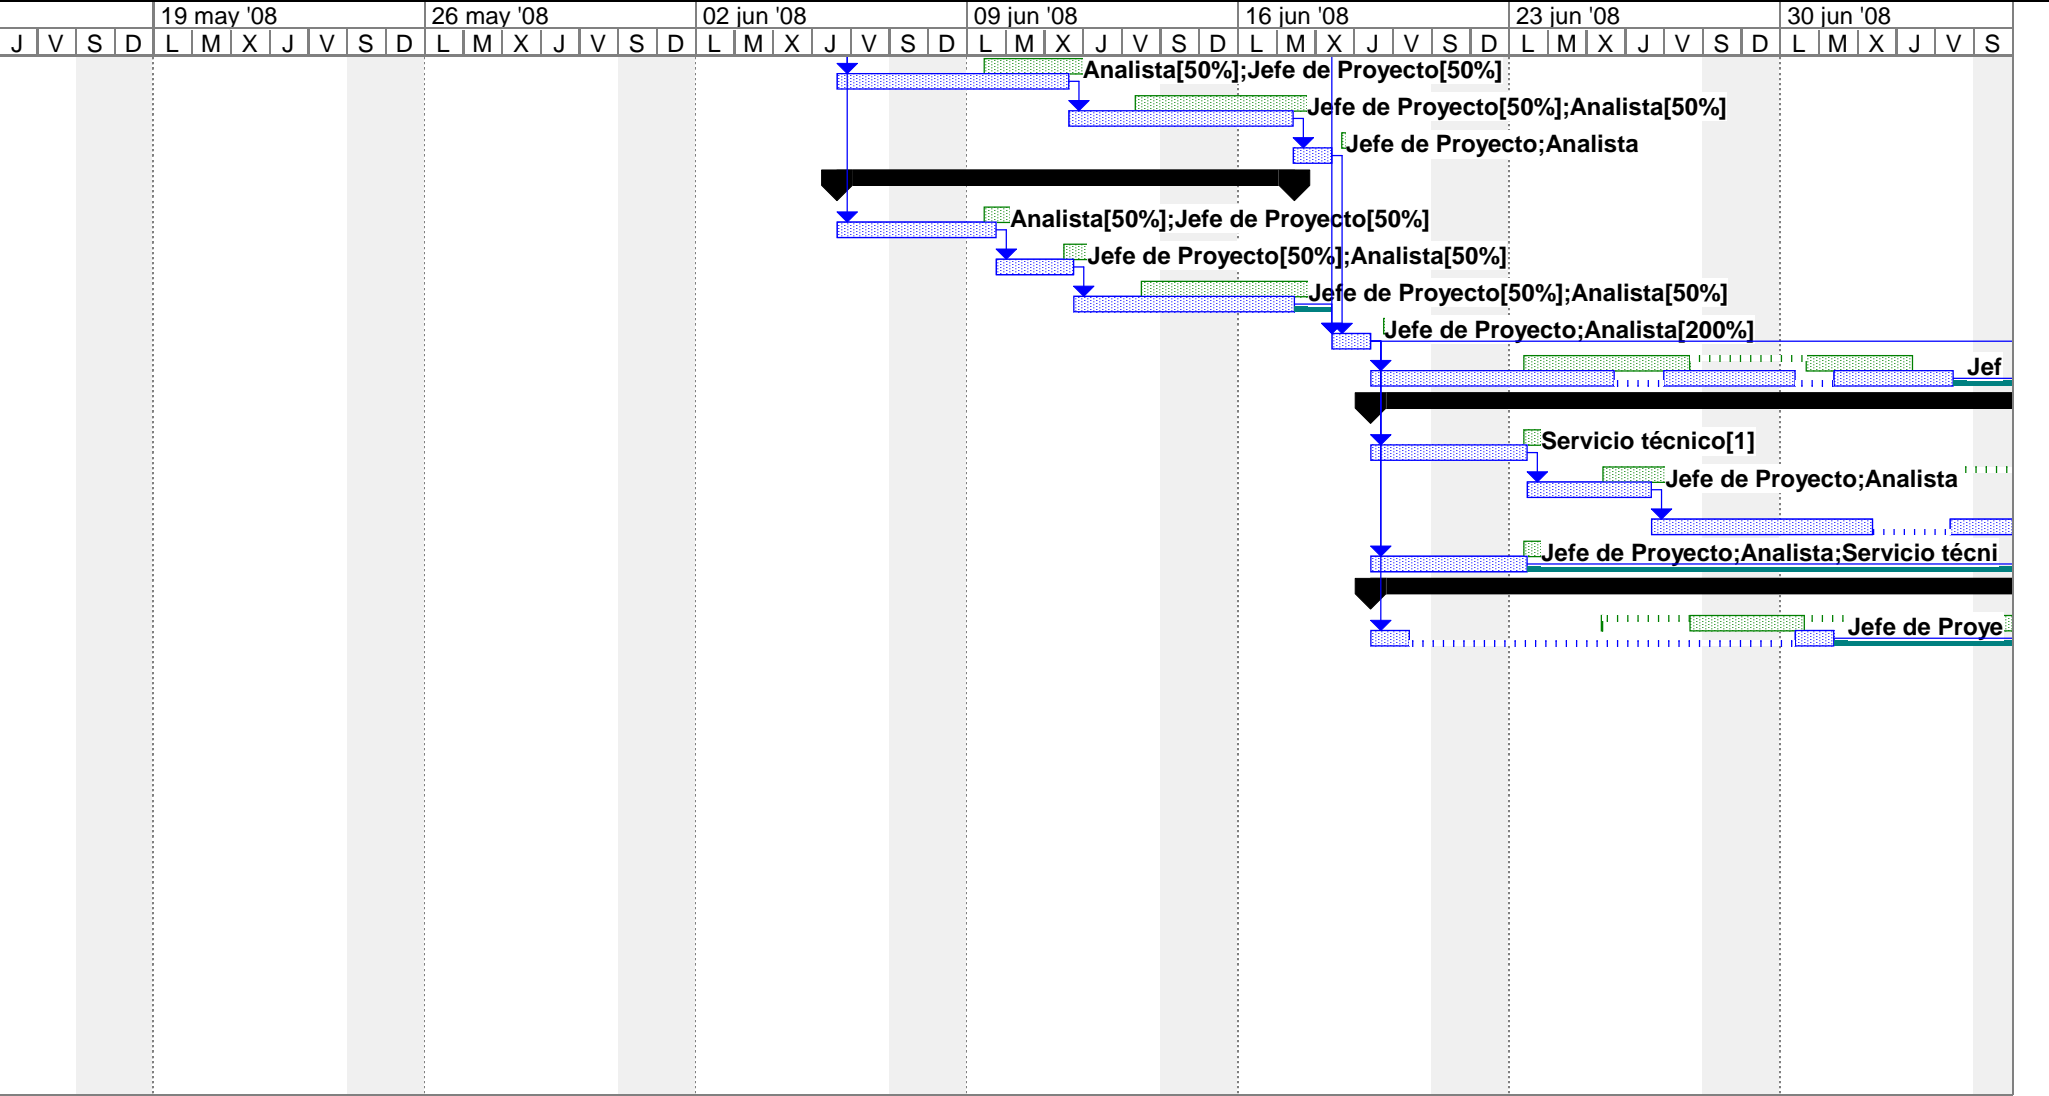 19 may '08 26 may '08 02 jun '08 09 jun '08 16 jun '08 23 jun '08 30 jun '08
J V S D L M X J V S D L M X J V S D L M X J V S D L M X J V S D L M X J V S D L M X J V S D L M X J V S
Analista[50%];Jefe de Proyecto[50%]
Jefe de Proyecto[50%];Analista[50%]
Jefe de Proyecto;Analista
Analista[50%];Jefe de Proyecto[50%]
Jefe de Proyecto[50%];Analista[50%]
Jefe de Proyecto[50%];Analista[50%]
Jefe de Proyecto;Analista[200%]
Jef
Servicio técnico[1]
Jefe de Proyecto;Analista
Jefe de Proyecto;Analista;Servicio técni
Jefe de Proye